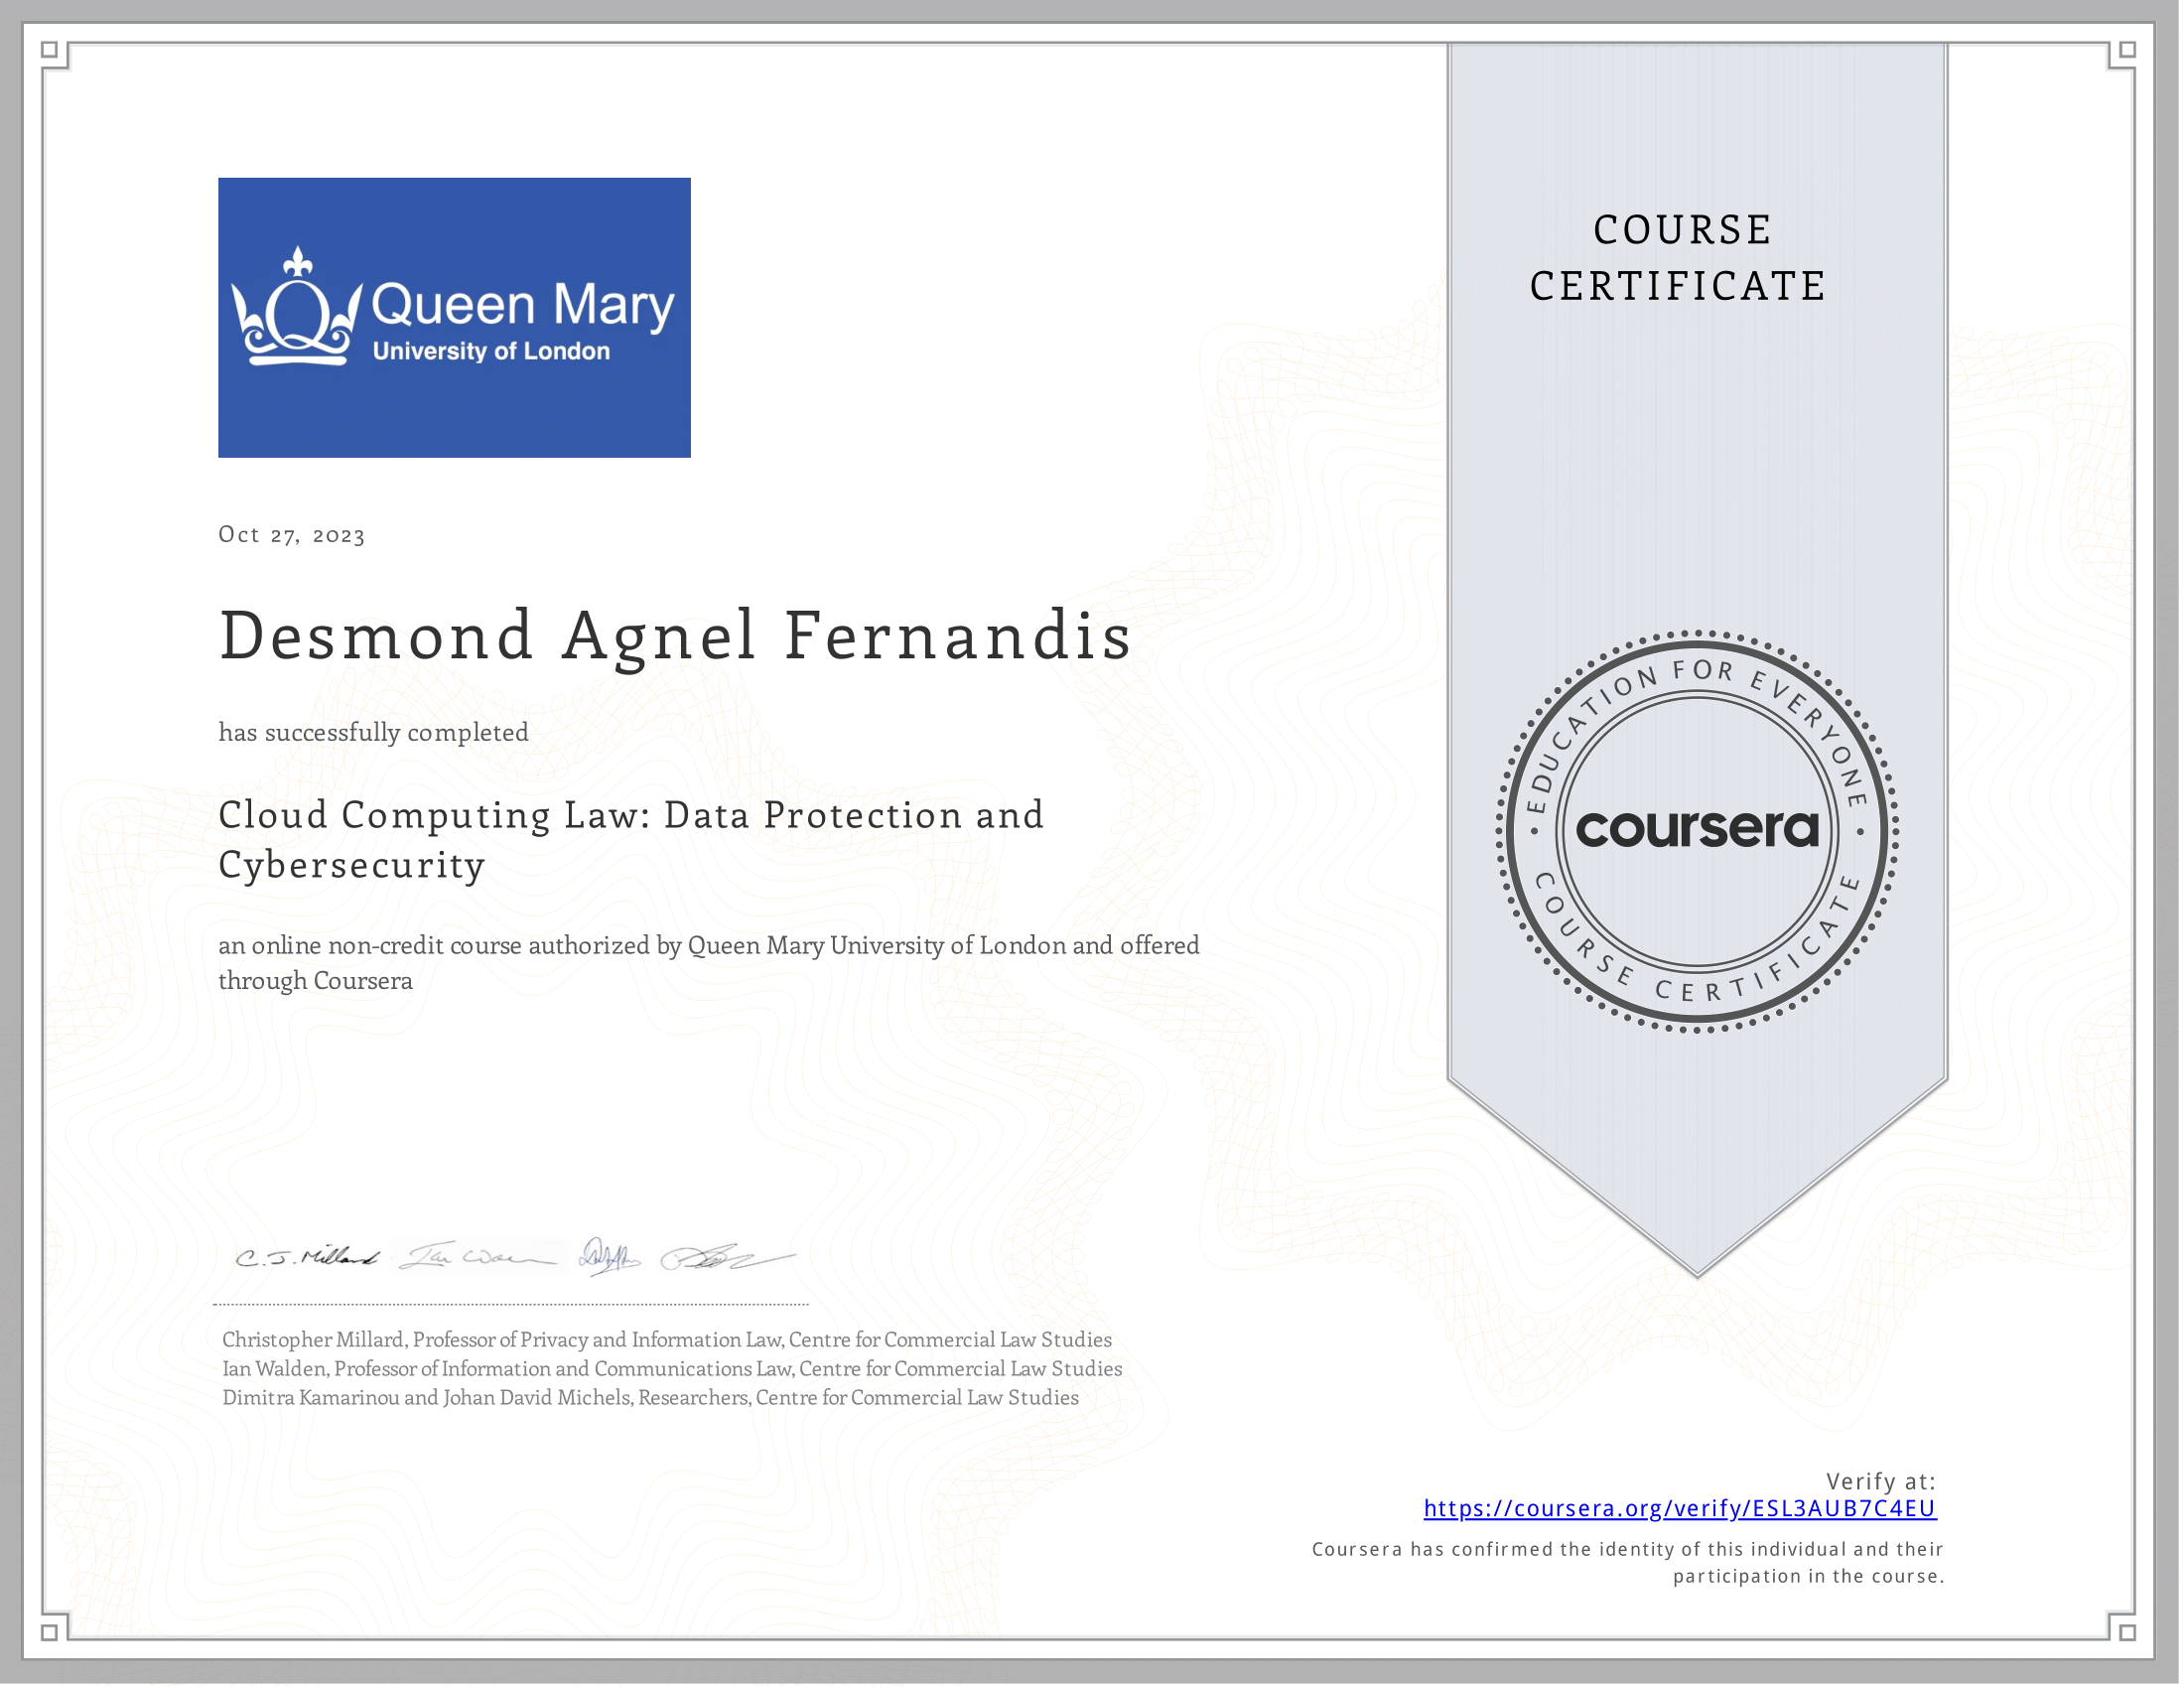 Queen Mary
University of London
COURSE
CERTIFICATE
Oct 27, 2023
Desmond Agnel Fernandis
has successfully completed
Cloud Computing Law: Data Protection and
Cybersecurity
an online non-credit course authorized by Queen Mary University of London and offered
through Coursera
EDUCATION FOR EVERYONE
coursera
COURSE CERTIFICATE
C. J. Millard
Christopher Millard, Professor of Privacy and Information Law, Centre for Commercial Law Studies
Ian Walden, Professor of Information and Communications Law, Centre for Commercial Law Studies
Dimitra Kamarinou and Johan David Michels, Researchers, Centre for Commercial Law Studies
Verify at:
https://coursera.org/verify/ESL3AUB7C4EU
Coursera has confirmed the identity of this individual and their
participation in the course.